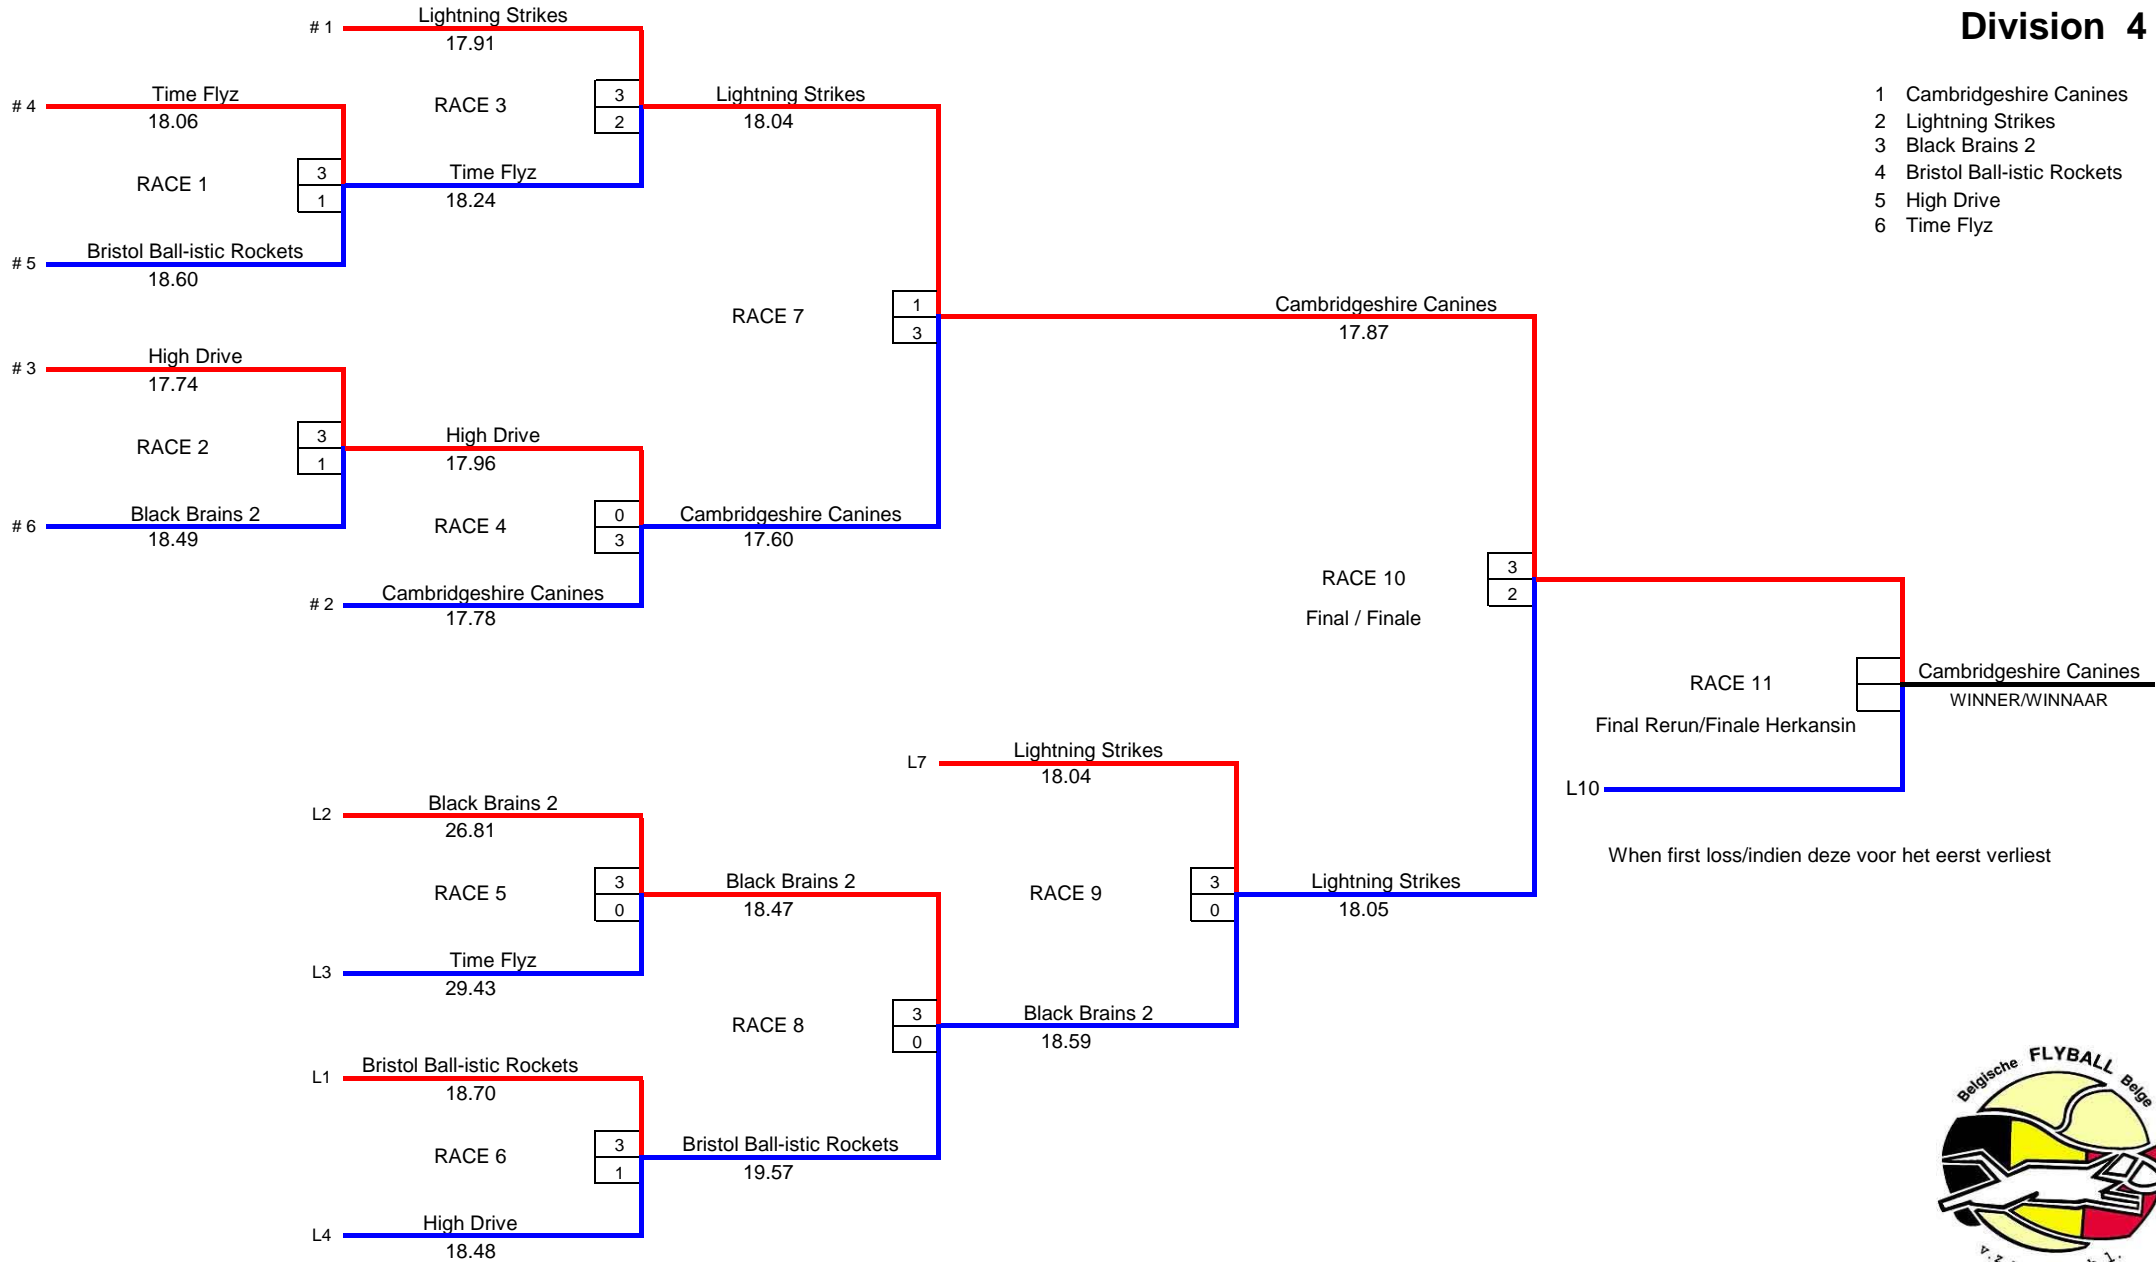 Division 4
1 Cambridgeshire Canines
2 Lightning Strikes
3 Black Brains 2
4 Bristol Ball-istic Rockets
5 High Drive
6 Time Flyz
# 1 Lightning Strikes
17.91
# 4 Time Flyz
18.06
RACE 1
3
1
# 5 Bristol Ball-istic Rockets
18.60
RACE 3
3
2
Time Flyz
18.24
Lightning Strikes
18.04
# 3 High Drive
17.74
RACE 2
3
1
# 6 Black Brains 2
18.49
High Drive
17.96
RACE 4
0
3
# 2 Cambridgeshire Canines
17.78
Cambridgeshire Canines
17.60
RACE 7
1
3
Cambridgeshire Canines
17.87
RACE 10
Final / Finale
3
2
RACE 11
Final Rerun/Finale Herkansin
Cambridgeshire Canines
WINNER/WINNAAR
L10
When first loss/indien deze voor het eerst verliest
L7 Lightning Strikes
18.04
L2 Black Brains 2
26.81
RACE 5
3
0
L3 Time Flyz
29.43
Black Brains 2
18.47
RACE 8
3
0
RACE 9
3
0
Lightning Strikes
18.05
Black Brains 2
18.59
L1 Bristol Ball-istic Rockets
18.70
RACE 6
3
1
L4 High Drive
18.48
Bristol Ball-istic Rockets
19.57
Belgische FLYBALL Belge